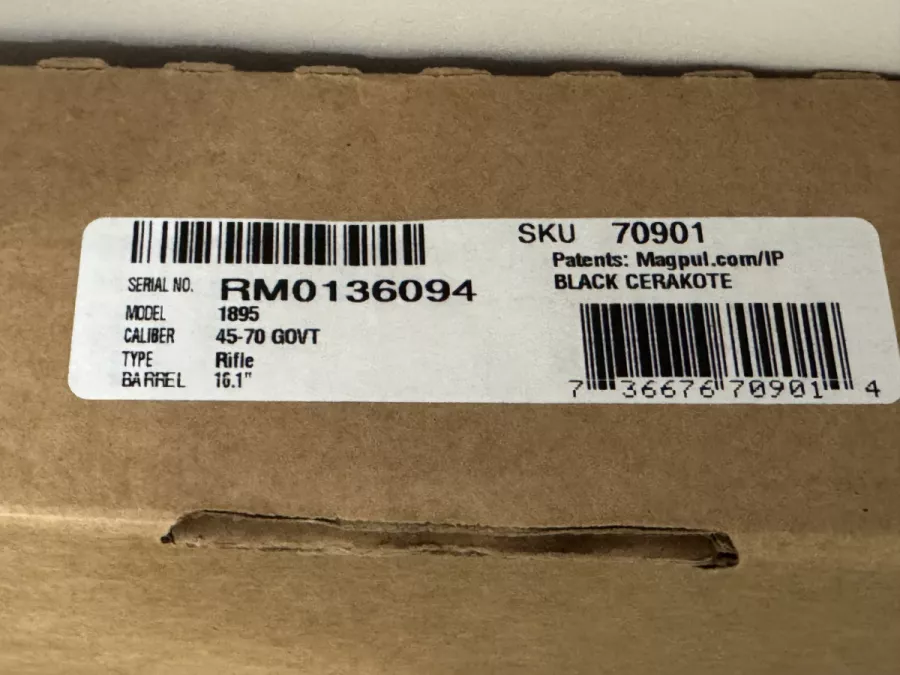 SERIAL NO. RM0136094
MODEL 1895
CALIBER 45-70 GOVT
TYPE Rifle
BARREL 16.1"
SKU 70901
Patents: Magpul.com/IP
BLACK CERAKOTE
7 36676 70901 4